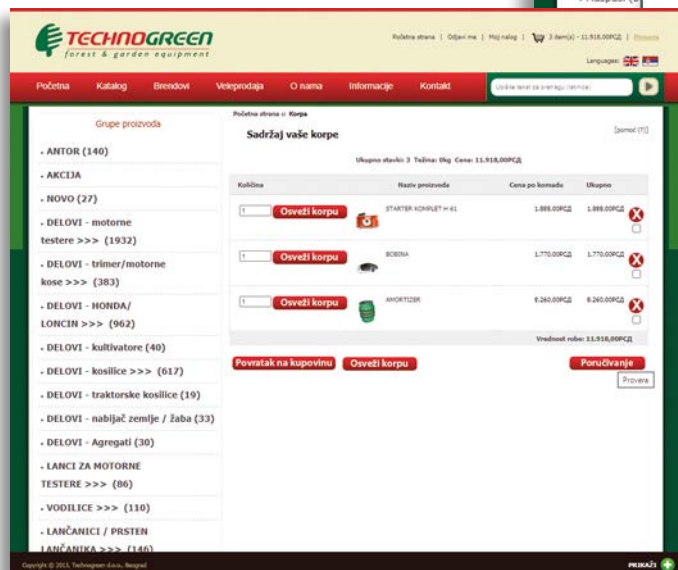 TECHNOGREEN
forest & garden equipment
Početna strana | Odjavi me | Moj nalog | 3 item(s) - 11.918,00РСД |
Languages:
Početna Katalog Brendovi Veleprodaja O nama Informacije Kontakt
Početna strana :: Korpa
Grupe proizvoda
Sadržaj vaše korpe
[pomoć (?)]
Ukupno stavki: 3 Težina: 0kg Cena: 11.918,00РСД
Količina Naziv proizvoda Cena po komadu Ukupno
1 Osveži korpu STARTER KOMPLET H 61 1.888,00РСД 1.888,00РСД
1 Osveži korpu BOBINA 1.770,00РСД 1.770,00РСД
1 Osveži korpu AMORTIZER 8.260,00РСД 8.260,00РСД
Vrednost robe: 11.918,00РСД
Povratak na kupovinu Osveži korpu Poručivanje
Provera
ANTOR (140)
AKCIJA
NOVO (27)
DELOVI - motorne
testere >>> (1932)
DELOVI - trimer/motorne
kose >>> (383)
DELOVI - HONDA/
LONCIN >>> (962)
DELOVI - kultivatore (40)
DELOVI - kosilice >>> (617)
DELOVI - traktorske kosilice (19)
DELOVI - nabijač zemlje / žaba (33)
DELOVI - Agregati (30)
LANCI ZA MOTORNE
TESTERE >>> (86)
VODILICE >>> (110)
LANČANICI / PRSTEN
LANČANIKA >>> (146)
Copyright © 2013, Technogreen d.o.o., Beograd
PRIKAŽI